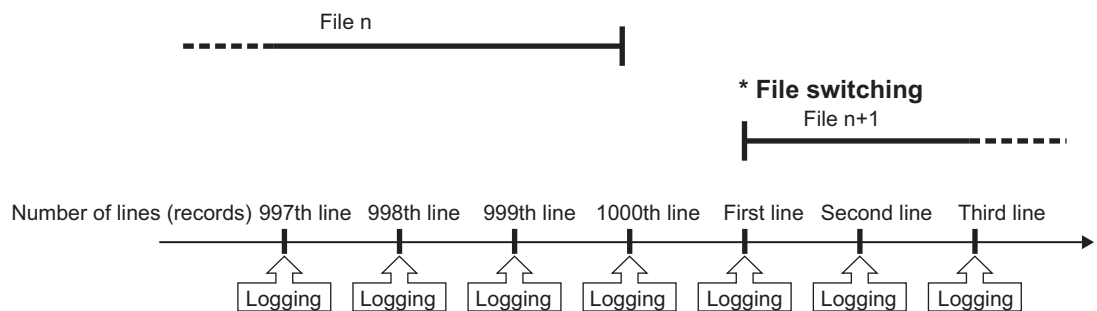 File n
* File switching
File n+1
Number of lines (records) 997th line 998th line 999th line 1000th line First line Second line Third line
Logging Logging Logging Logging Logging Logging Logging